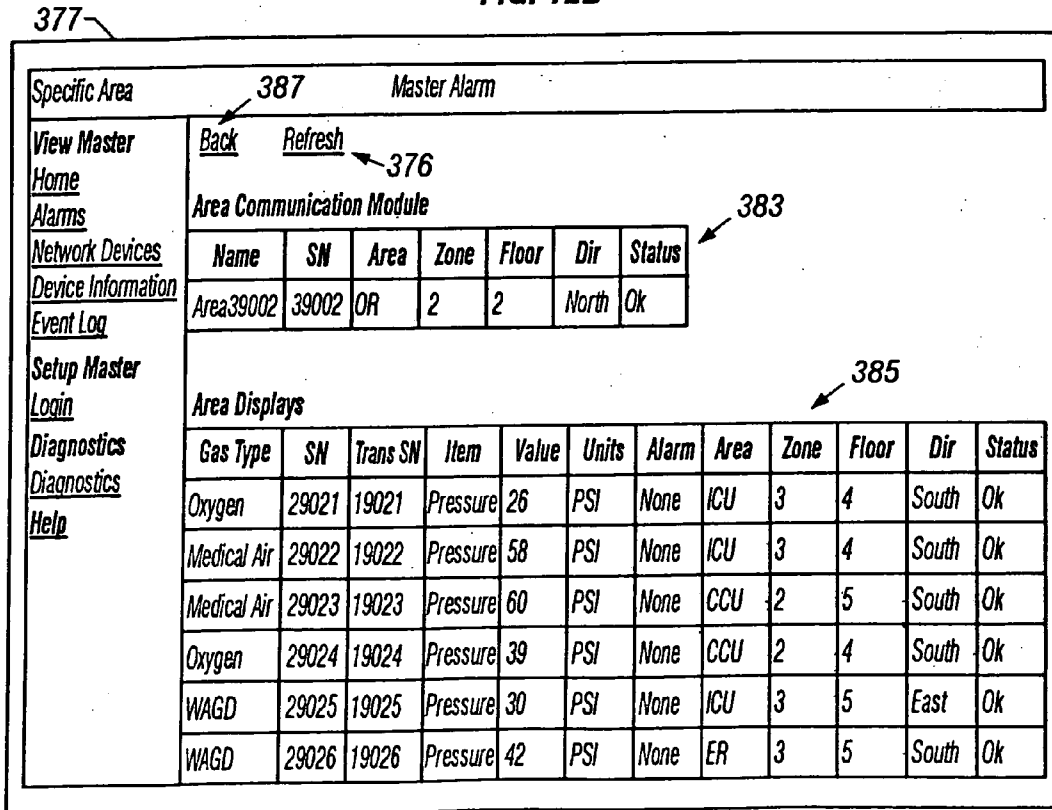 377
Specific Area 387 Master Alarm
View Master Back Refresh
Home 376
Alarms Area Communication Module 383
Network Devices Name SN Area Zone Floor Dir Status
Device Information Area39002 39002 OR 2 2 North Ok
Event Log
Setup Master 385
Login Area Displays
Diagnostics Gas Type SN Trans SN Item Value Units Alarm Area Zone Floor Dir Status
Diagnostics Oxygen 29021 19021 Pressure 26 PSI None ICU 3 4 South Ok
Help
Medical Air 29022 19022 Pressure 58 PSI None ICU 3 4 South Ok
Medical Air 29023 19023 Pressure 60 PSI None CCU 2 5 South Ok
Oxygen 29024 19024 Pressure 39 PSI None CCU 2 4 South Ok
WAGD 29025 19025 Pressure 30 PSI None ICU 3 5 East Ok
WAGD 29026 19026 Pressure 42 PSI None ER 3 5 South Ok